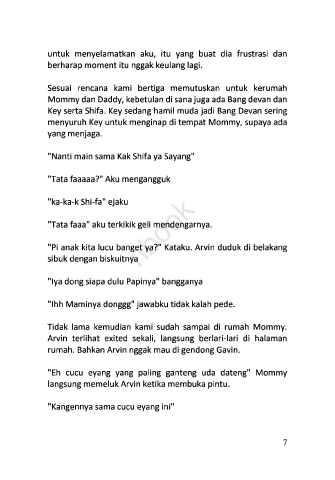 untuk menyelamatkan aku, itu yang buat dia frustrasi dan
berharap moment itu nggak keulang lagi.
Sesuai rencana kami bertiga memutuskan untuk kerumah
Mommy dan Daddy, kebetulan di sana juga ada Bang devan dan
Key serta Shifa. Key sedang hamil muda jadi Bang Devan sering
menyuruh Key untuk menginap di tempat Mommy, supaya ada
yang menjaga.
"Nanti main sama Kak Shifa ya Sayang"
"Tata faaaaa?" Aku mengangguk
"ka-ka-k Shi-fa" ejaku
"Tata faaa" aku terkikik geli mendengarnya.
"Pi anak kita lucu banget ya?" Kataku. Arvin duduk di belakang
sibuk dengan biskuitnya
"Iya dong siapa dulu Papinya" bangganya
"Ihh Maminya donggg" jawabku tidak kalah pede.
Tidak lama kemudian kami sudah sampai di rumah Mommy.
Arvin terlihat exited sekali, langsung berlari-lari di halaman
rumah. Bahkan Arvin nggak mau di gendong Gavin.
"Eh cucu eyang yang paling ganteng uda dateng" Mommy
langsung memeluk Arvin ketika membuka pintu.
"Kangennya sama cucu eyang ini"
7